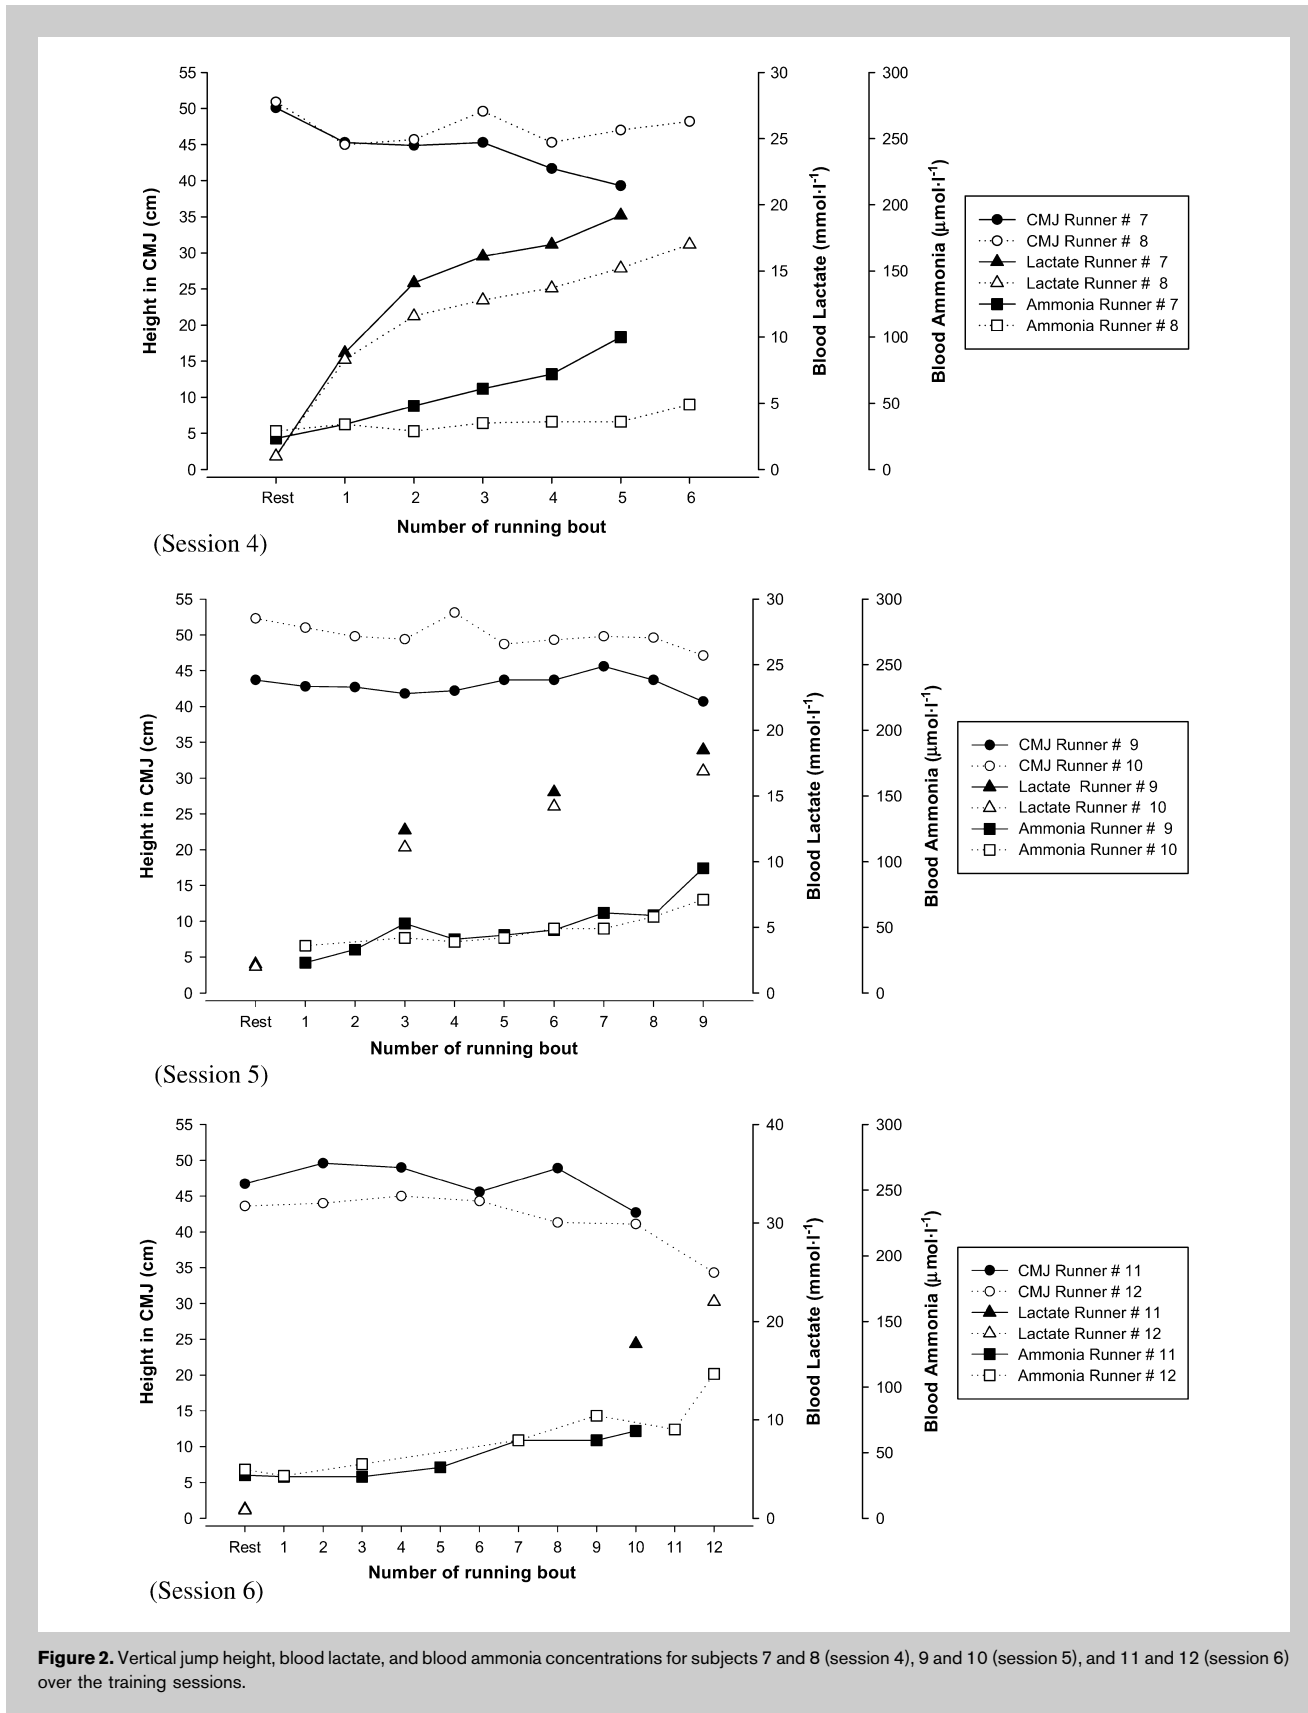 55
50
45
40
35
30
25
20
15
10
5
0
Height in CMJ (cm)
30
25
20
15
10
5
0
Blood Lactate (mmol·l-1)
300
250
200
150
100
50
0
Blood Ammonia (μmol·l-1)
CMJ Runner # 7
CMJ Runner # 8
Lactate Runner # 7
Lactate Runner # 8
Ammonia Runner # 7
Ammonia Runner # 8
Rest 1 2 3 4 5 6
Number of running bout
(Session 4)
55
50
45
40
35
30
25
20
15
10
5
0
Height in CMJ (cm)
30
25
20
15
10
5
0
Blood Lactate (mmol·l-1)
300
250
200
150
100
50
0
Blood Ammonia (μmol·l-1)
CMJ Runner # 9
CMJ Runner # 10
Lactate Runner # 9
Lactate Runner # 10
Ammonia Runner # 9
Ammonia Runner # 10
Rest 1 2 3 4 5 6 7 8 9
Number of running bout
(Session 5)
55
50
45
40
35
30
25
20
15
10
5
0
Height in CMJ (cm)
40
30
20
10
0
Blood Lactate (mmol·l-1)
300
250
200
150
100
50
0
Blood Ammonia (μmol·l-1)
CMJ Runner # 11
CMJ Runner # 12
Lactate Runner # 11
Lactate Runner # 12
Ammonia Runner # 11
Ammonia Runner # 12
Rest 1 2 3 4 5 6 7 8 9 10 11 12
Number of running bout
(Session 6)
Figure 2. Vertical jump height, blood lactate, and blood ammonia concentrations for subjects 7 and 8 (session 4), 9 and 10 (session 5), and 11 and 12 (session 6)
over the training sessions.